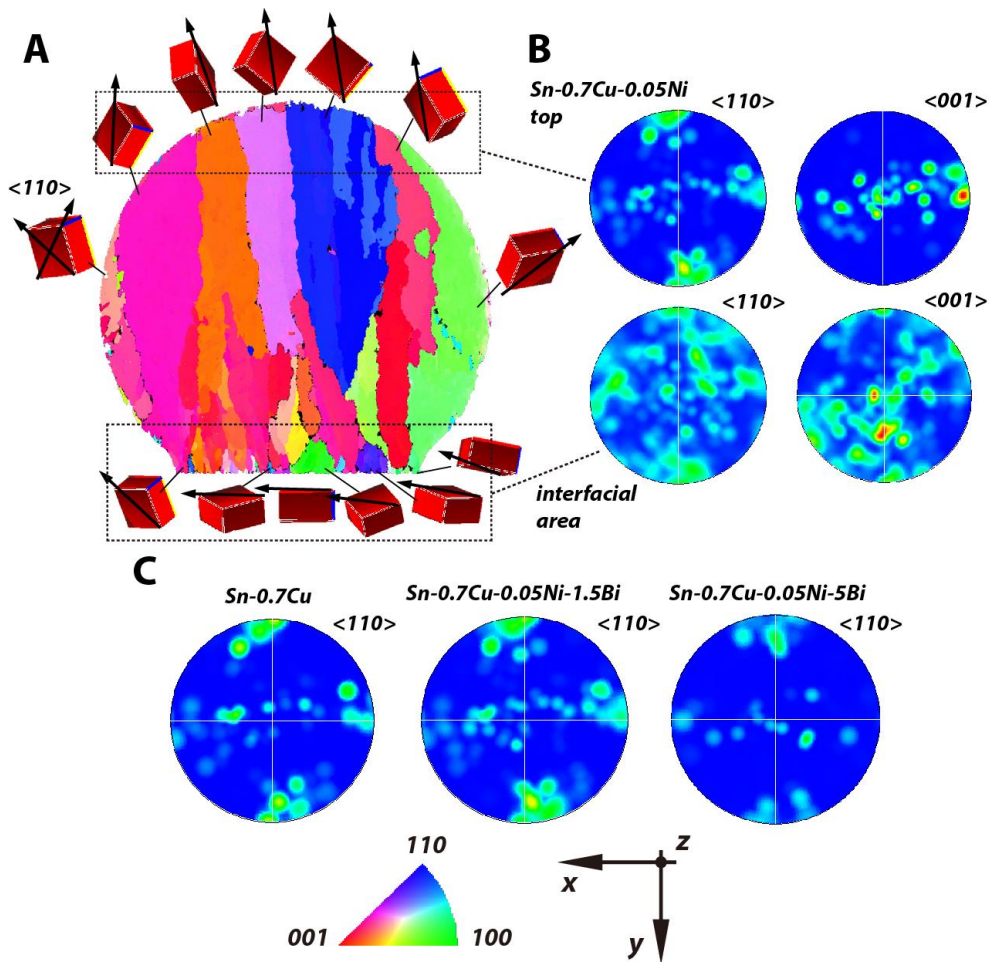 A
B
Sn-0.7Cu-0.05Ni
top
<110>
<001>
<110>
<110>
<001>
interfacial
area
C
Sn-0.7Cu
<110>
Sn-0.7Cu-0.05Ni-1.5Bi
<110>
Sn-0.7Cu-0.05Ni-5Bi
<110>
110
001
100
z
x
y